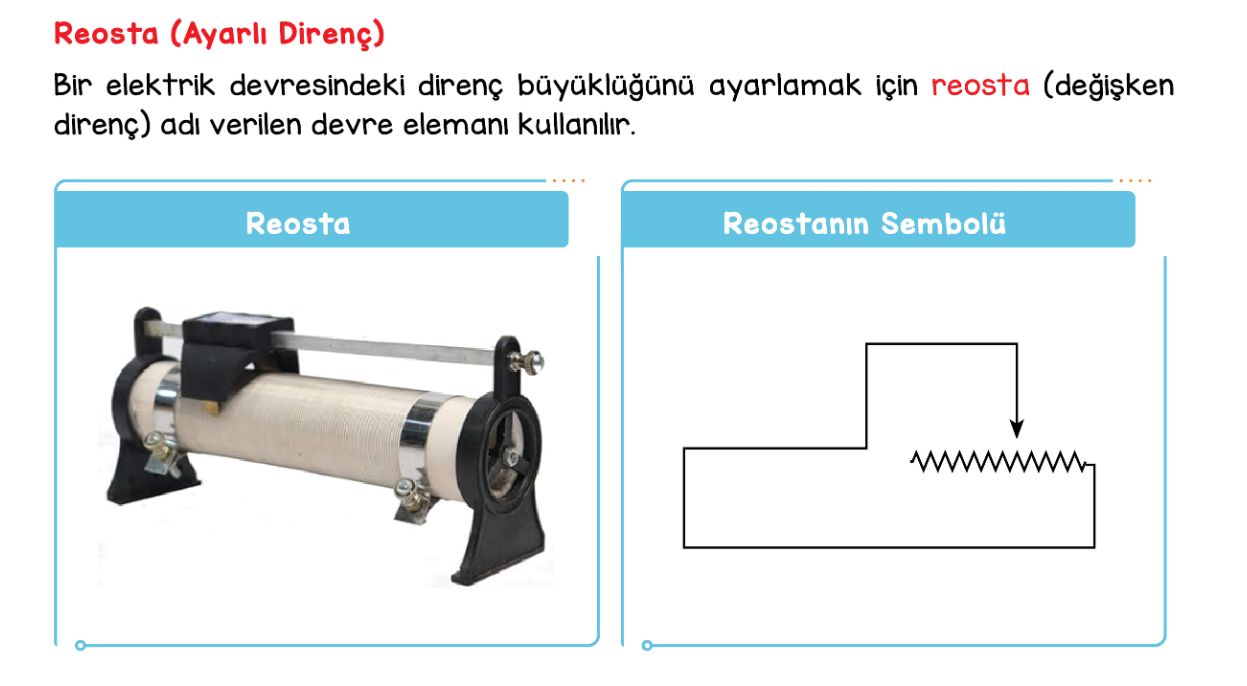 Reosta (Ayarlı Direnç)
Bir elektrik devresindeki direnç büyüklüğünü ayarlamak için reosta (değişken
direnç) adı verilen devre elemanı kullanılır.
Reosta
Reostanın Sembolü